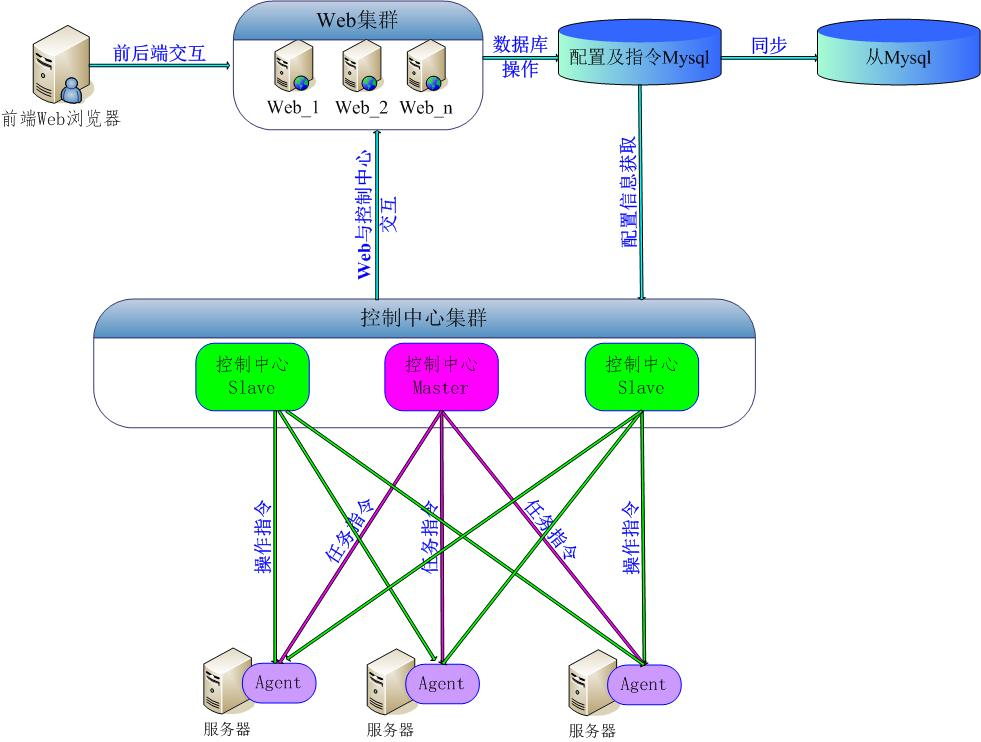 Web集群
Web_1
Web_2
Web_n
前端Web浏览器
前后端交互
数据库
操作
配置及指令Mysql
同步
从Mysql
Web与控制中心
交互
配置信息获取
控制中心集群
控制中心
Slave
控制中心
Master
控制中心
Slave
操作指令
任务指令
任务指令
任务指令
操作指令
Agent
服务器
Agent
服务器
Agent
服务器